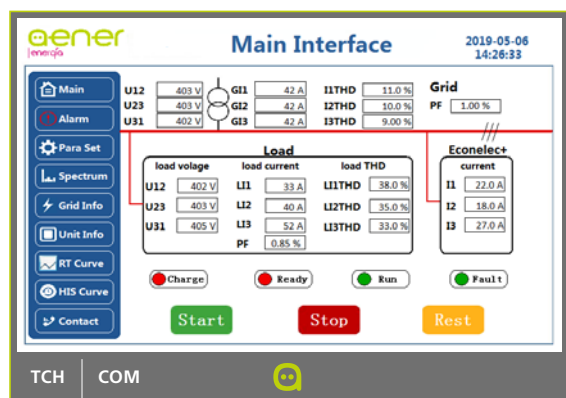 aener
energía
Main Interface
2019-05-06
14:26:33
Main
Alarm
Para Set
Spectrum
Grid Info
Unit Info
RT Curve
HIS Curve
Contact
U12 403 V GI1 42 A I1THD 11.0 % Grid
U23 403 V GI2 42 A I2THD 10.0 % PF 1.00 %
U31 402 V GI3 42 A I3THD 9.00 %
Load
load volage load current load THD
U12 402 V LI1 33 A LI1THD 38.0 %
U23 403 V LI2 40 A LI2THD 35.0 %
U31 405 V LI3 52 A LI3THD 33.0 %
PF 0.85 %
Econelec+
current
I1 22.0 A
I2 18.0 A
I3 27.0 A
Charge Ready Run Fault
Start Stop Rest
TCH COM